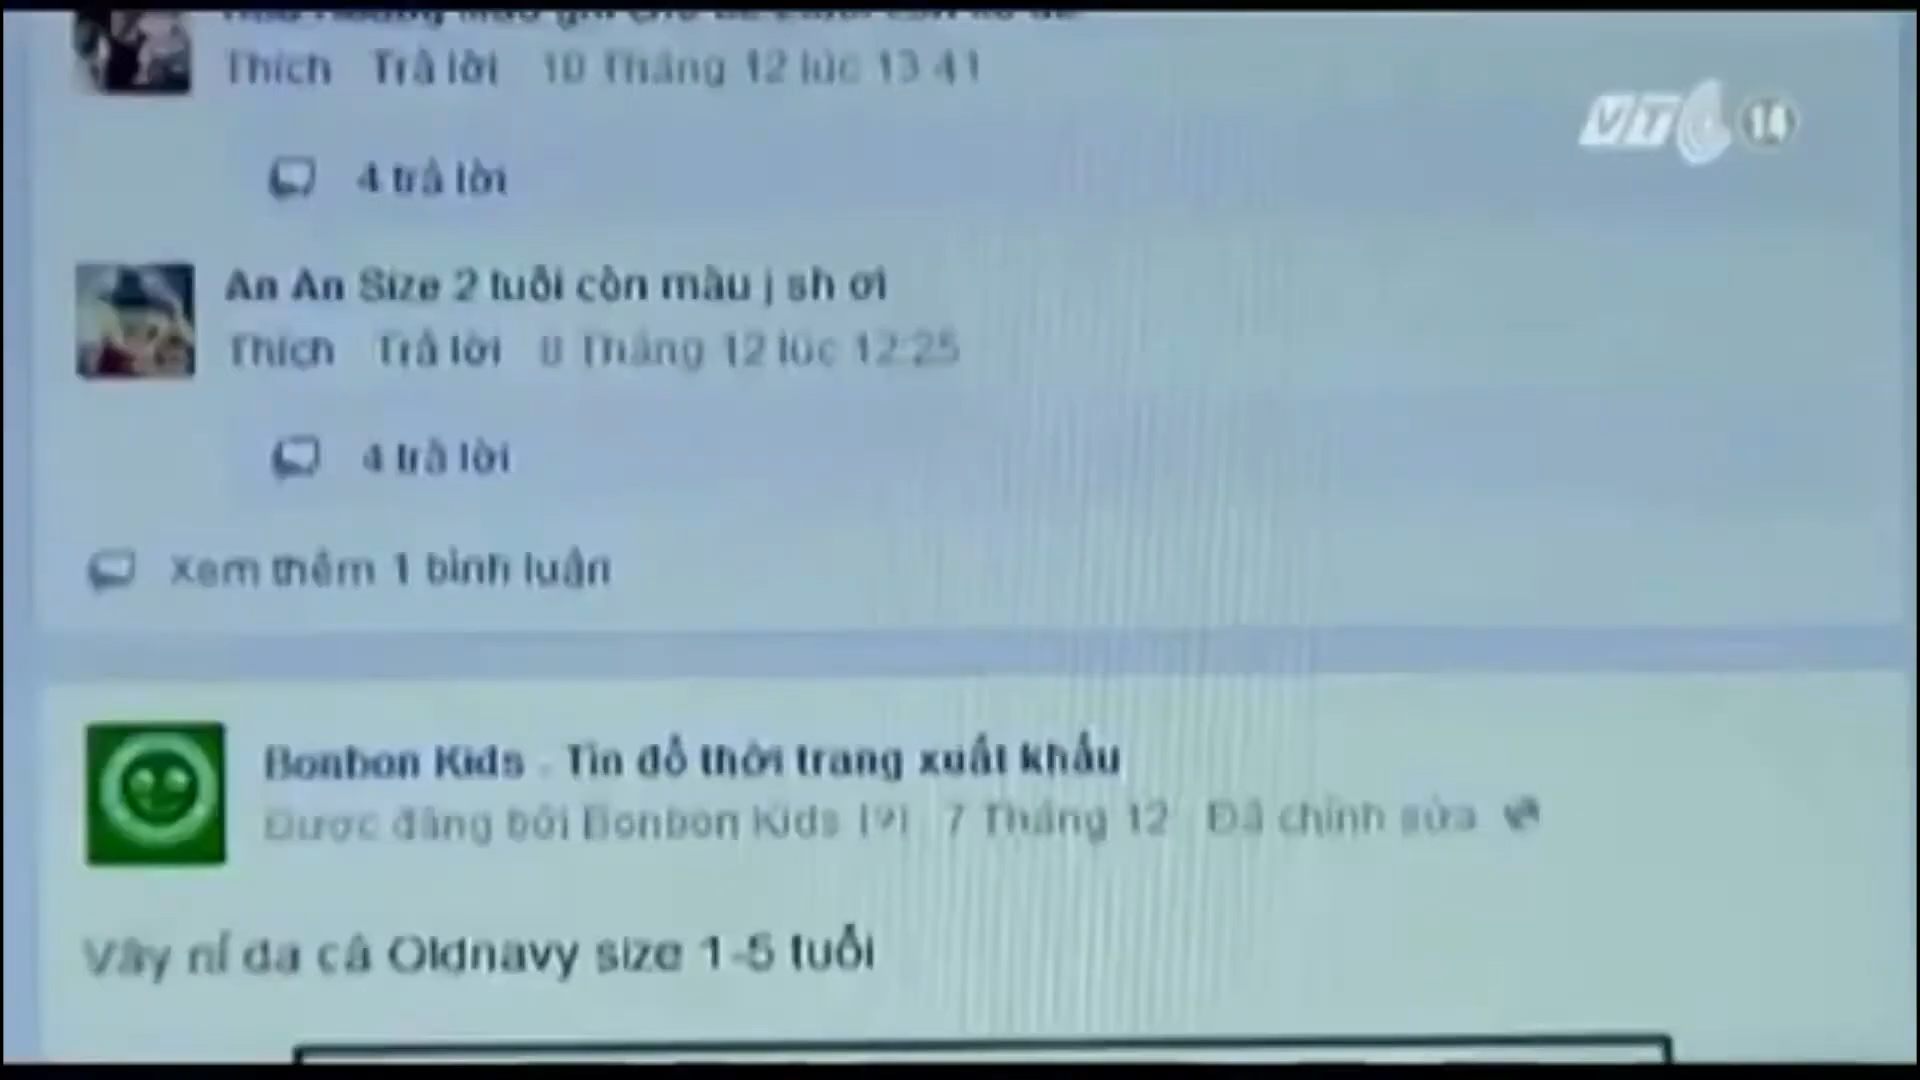 Thích Trả lời 10 Tháng 12 lúc 13:41
VTC 14
4 trả lời
An An Size 2 tuổi còn màu j sh ơi
Thích Trả lời 8 Tháng 12 lúc 12:25
4 trả lời
Xem thêm 1 bình luận
Bonbon Kids - Tín đồ thời trang xuất khẩu
Được đăng bởi Bonbon Kids [?] 7 Tháng 12 Đã chỉnh sửa
Váy nỉ da cá Oldnavy size 1-5 tuổi